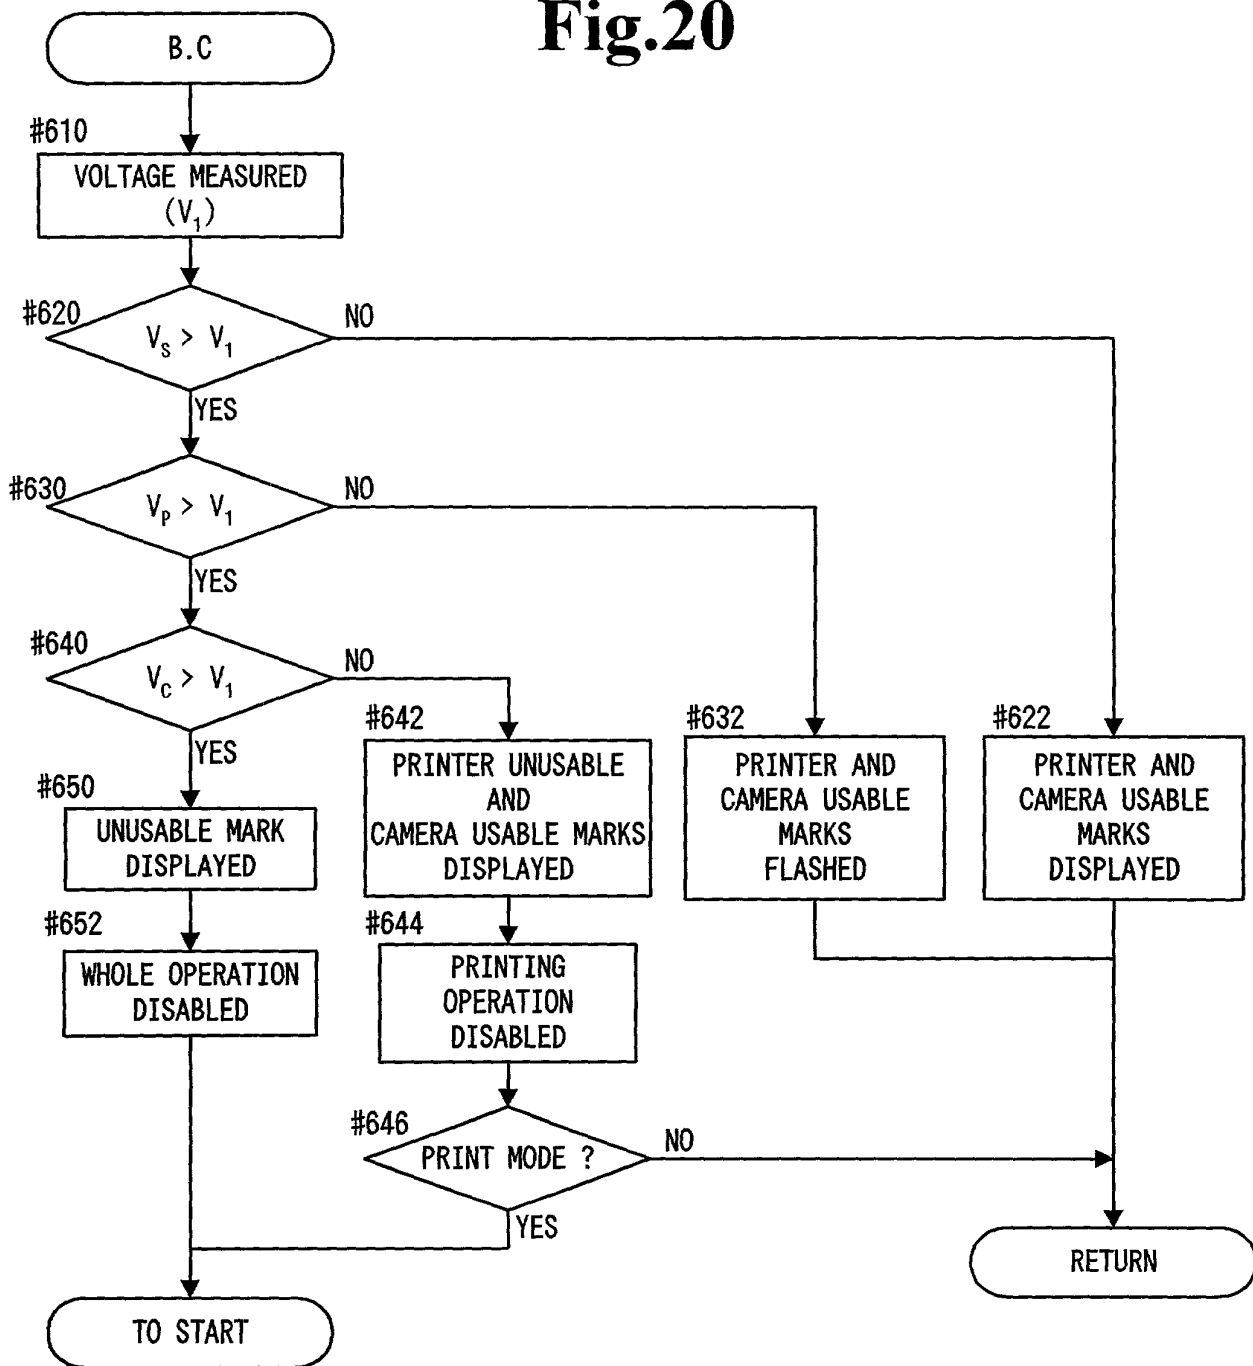 Fig.20
B.C
#610
VOLTAGE MEASURED
(V₁)
#620
Vₛ > V₁
NO
YES
#630
Vₚ > V₁
NO
YES
#640
V_C > V₁
NO
YES
#650
UNUSABLE MARK
DISPLAYED
#652
WHOLE OPERATION
DISABLED
#642
PRINTER UNUSABLE
AND
CAMERA USABLE MARKS
DISPLAYED
#644
PRINTING
OPERATION
DISABLED
#646
PRINT MODE ?
NO
YES
#632
PRINTER AND
CAMERA USABLE
MARKS
FLASHED
#622
PRINTER AND
CAMERA USABLE
MARKS
DISPLAYED
RETURN
TO START